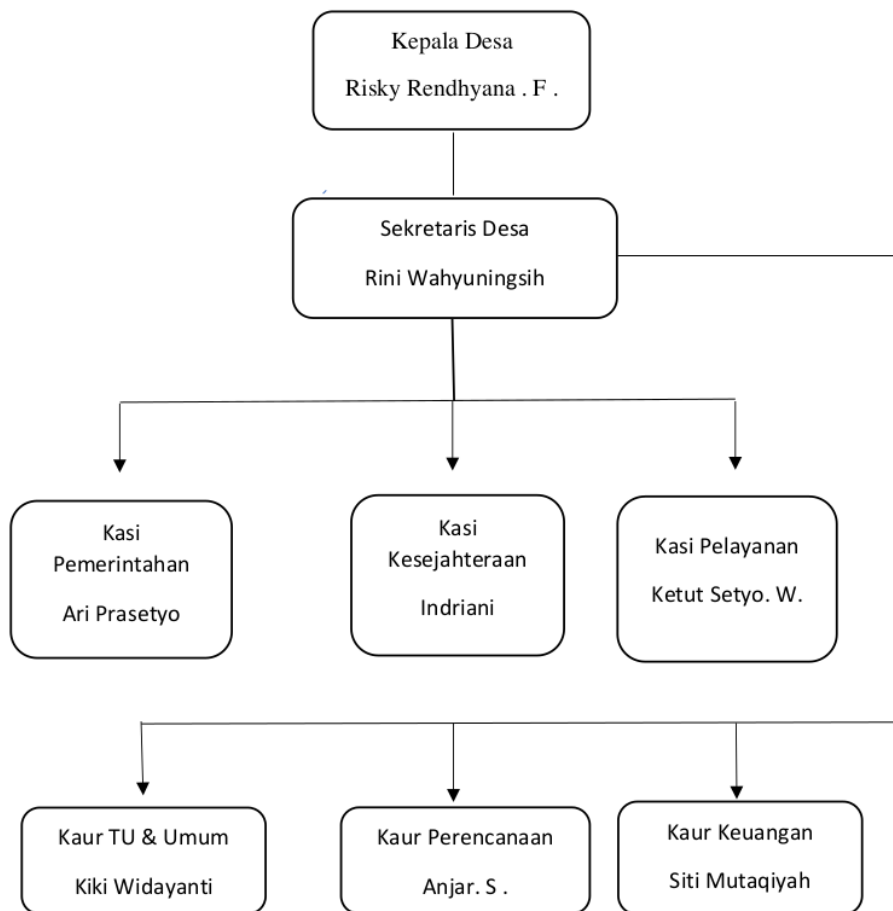 Kepala Desa
Risky Rendhyana . F .
Sekretaris Desa
Rini Wahyuningsih
Kasi
Pemerintahan
Ari Prasetyo
Kasi
Kesejahteraan
Indriani
Kasi Pelayanan
Ketut Setyo. W.
Kaur TU & Umum
Kiki Widayanti
Kaur Perencanaan
Anjar. S .
Kaur Keuangan
Siti Mutaqiyah